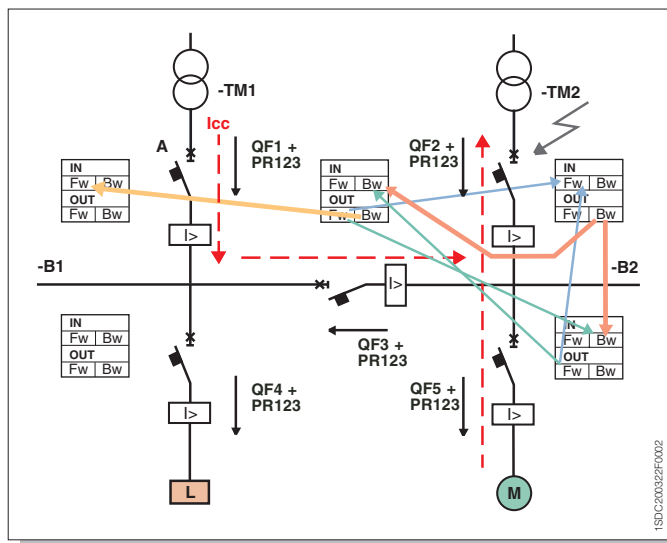 -TM1
-TM2
Icc
A
QF1 +
PR123
QF2 +
PR123
IN
Fw Bw
OUT
Fw Bw
IN
Fw Bw
OUT
Fw Bw
IN
Fw Bw
OUT
Fw Bw
I>
I>
-B1
-B2
I>
IN
Fw Bw
OUT
Fw Bw
IN
Fw Bw
OUT
Fw Bw
QF3 +
PR123
QF4 +
PR123
QF5 +
PR123
I>
I>
L
M
1SDC200322F0002